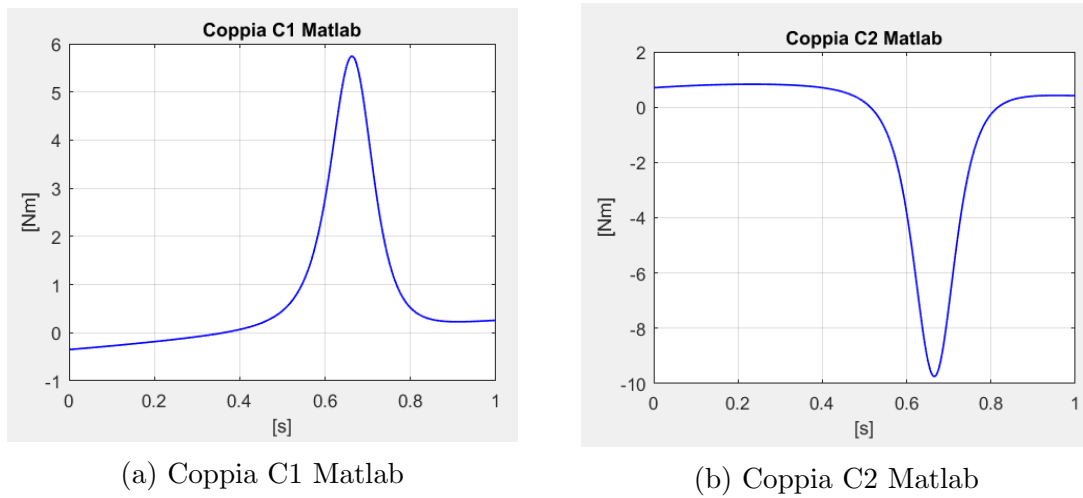 Coppia C1 Matlab
6
5
4
3
2
1
0
-1
[Nm]
0 0.2 0.4 0.6 0.8 1
[s]
(a) Coppia C1 Matlab
Coppia C2 Matlab
2
0
-2
-4
-6
-8
-10
[Nm]
0 0.2 0.4 0.6 0.8 1
[s]
(b) Coppia C2 Matlab